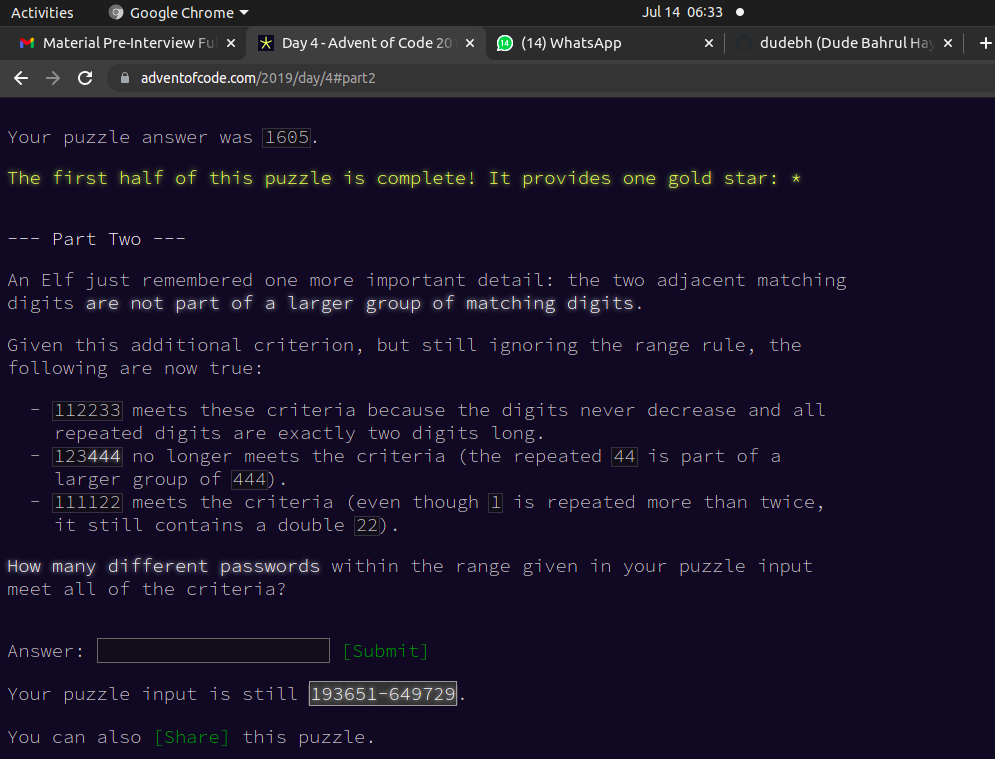 Activities Google Chrome Jul 14 06:33
Material Pre-Interview Fu Day 4 - Advent of Code 20 (14) WhatsApp dudebh (Dude Bahrul Hay
adventofcode.com/2019/day/4#part2
Your puzzle answer was 1605.
The first half of this puzzle is complete! It provides one gold star: *
--- Part Two ---
An Elf just remembered one more important detail: the two adjacent matching
digits are not part of a larger group of matching digits.
Given this additional criterion, but still ignoring the range rule, the
following are now true:
- 112233 meets these criteria because the digits never decrease and all
repeated digits are exactly two digits long.
- 123444 no longer meets the criteria (the repeated 44 is part of a
larger group of 444).
- 111122 meets the criteria (even though 1 is repeated more than twice,
it still contains a double 22).
How many different passwords within the range given in your puzzle input
meet all of the criteria?
Answer: [Submit]
Your puzzle input is still 193651-649729.
You can also [Share] this puzzle.